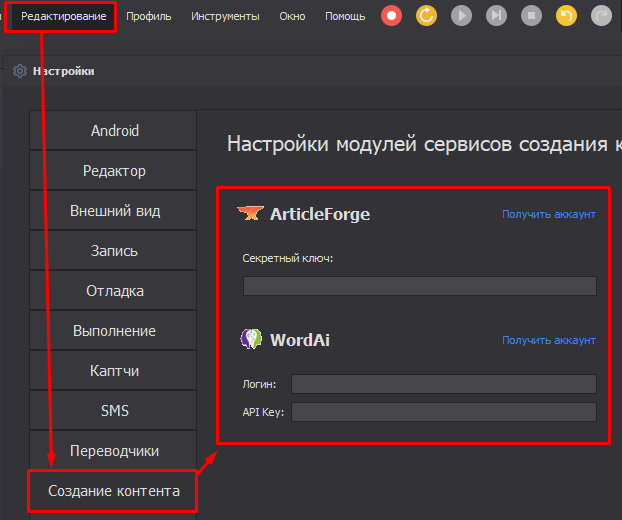 Редактирование Профиль Инструменты Окно Помощь
Настройки
Android
Редактор
Внешний вид
Запись
Отладка
Выполнение
Каптчи
SMS
Переводчики
Создание контента
Настройки модулей сервисов создания к
ArticleForge Получить аккаунт
Секретный ключ:
WordAi Получить аккаунт
Логин:
API Key: